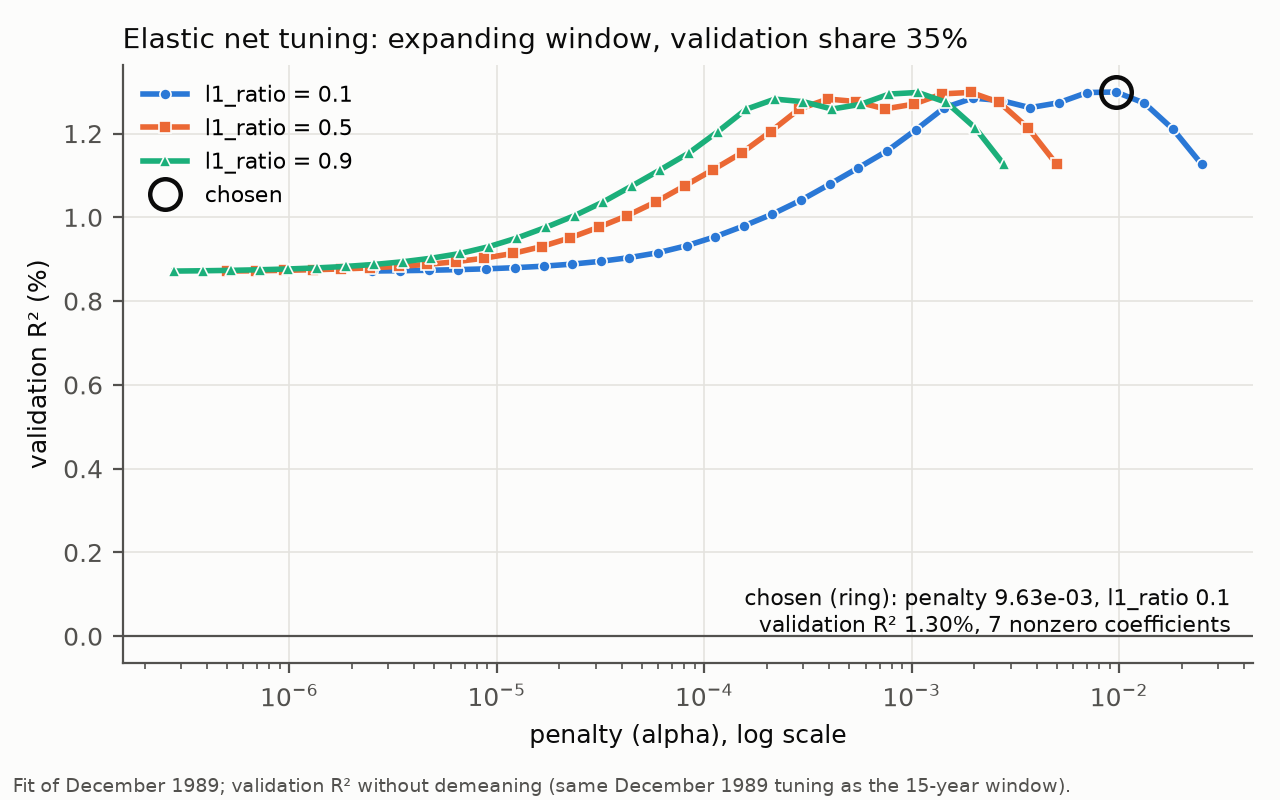 Elastic net tuning: expanding window, validation share 35%
l1_ratio = 0.1
l1_ratio = 0.5
l1_ratio = 0.9
chosen
validation R² (%)
1.2
1.0
0.8
0.6
0.4
0.2
0.0
chosen (ring): penalty 9.63e-03, l1_ratio 0.1
validation R² 1.30%, 7 nonzero coefficients
10⁻⁶ 10⁻⁵ 10⁻⁴ 10⁻³ 10⁻²
penalty (alpha), log scale
Fit of December 1989; validation R² without demeaning (same December 1989 tuning as the 15-year window).